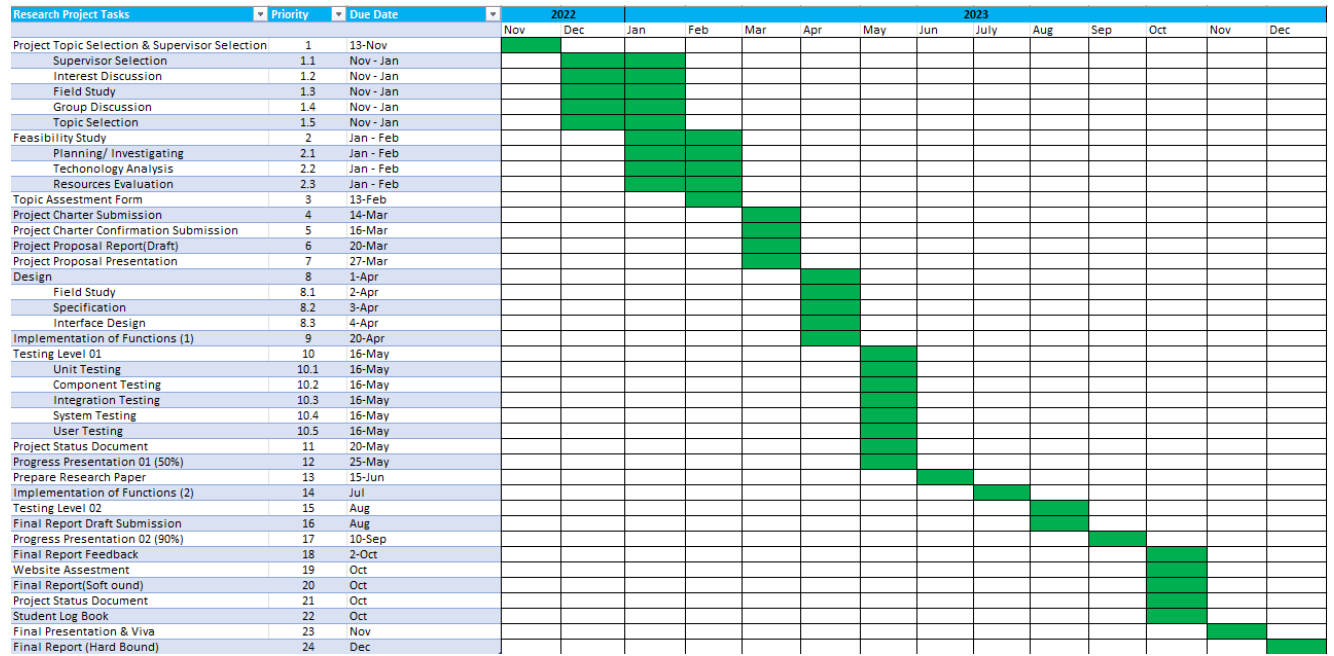 Research Project Tasks Priority Due Date 2022 2023
Nov Dec Jan Feb Mar Apr May Jun July Aug Sep Oct Nov Dec
Project Topic Selection & Supervisor Selection 1 13-Nov
Supervisor Selection 1.1 Nov - Jan
Interest Discussion 1.2 Nov - Jan
Field Study 1.3 Nov - Jan
Group Discussion 1.4 Nov - Jan
Topic Selection 1.5 Nov - Jan
Feasibility Study 2 Jan - Feb
Planning/ Investigating 2.1 Jan - Feb
Techonology Analysis 2.2 Jan - Feb
Resources Evaluation 2.3 Jan - Feb
Topic Assestment Form 3 13-Feb
Project Charter Submission 4 14-Mar
Project Charter Confirmation Submission 5 16-Mar
Project Proposal Report(Draft) 6 20-Mar
Project Proposal Presentation 7 27-Mar
Design 8 1-Apr
Field Study 8.1 2-Apr
Specification 8.2 3-Apr
Interface Design 8.3 4-Apr
Implementation of Functions (1) 9 20-Apr
Testing Level 01 10 16-May
Unit Testing 10.1 16-May
Component Testing 10.2 16-May
Integration Testing 10.3 16-May
System Testing 10.4 16-May
User Testing 10.5 16-May
Project Status Document 11 20-May
Progress Presentation 01 (50%) 12 25-May
Prepare Research Paper 13 15-Jun
Implementation of Functions (2) 14 Jul
Testing Level 02 15 Aug
Final Report Draft Submission 16 Aug
Progress Presentation 02 (90%) 17 10-Sep
Final Report Feedback 18 2-Oct
Website Assestment 19 Oct
Final Report(Soft ound) 20 Oct
Project Status Document 21 Oct
Student Log Book 22 Oct
Final Presentation & Viva 23 Nov
Final Report (Hard Bound) 24 Dec